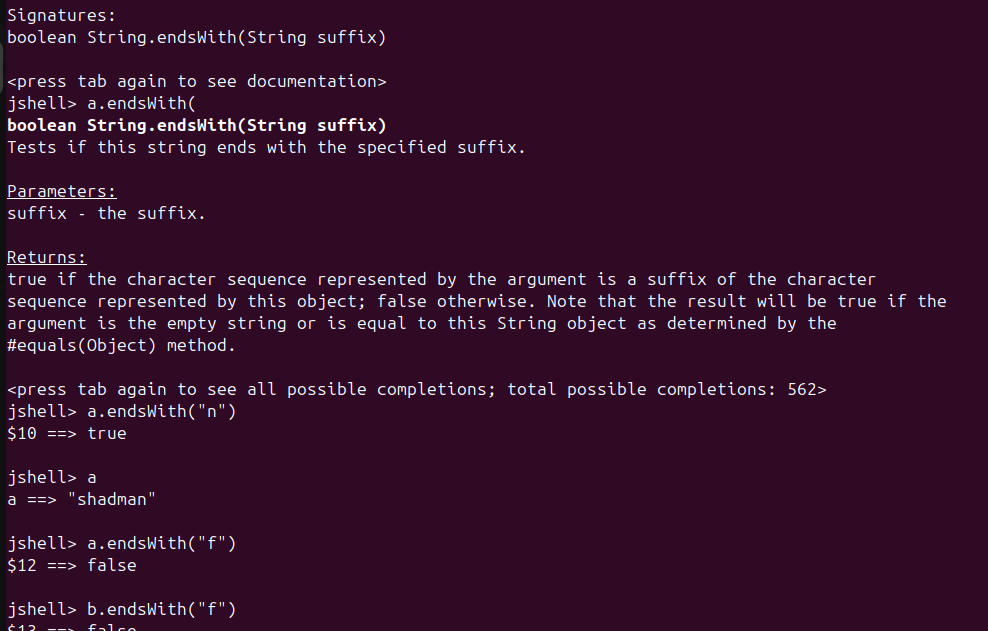 Signatures:
boolean String.endsWith(String suffix)
<press tab again to see documentation>
jshell> a.endsWith(
boolean String.endsWith(String suffix)
Tests if this string ends with the specified suffix.
Parameters:
suffix - the suffix.
Returns:
true if the character sequence represented by the argument is a suffix of the character
sequence represented by this object; false otherwise. Note that the result will be true if the
argument is the empty string or is equal to this String object as determined by the
#equals(Object) method.
<press tab again to see all possible completions; total possible completions: 562>
jshell> a.endsWith("n")
$10 ==> true
jshell> a
a ==> "shadman"
jshell> a.endsWith("f")
$12 ==> false
jshell> b.endsWith("f")
$13 ==> false